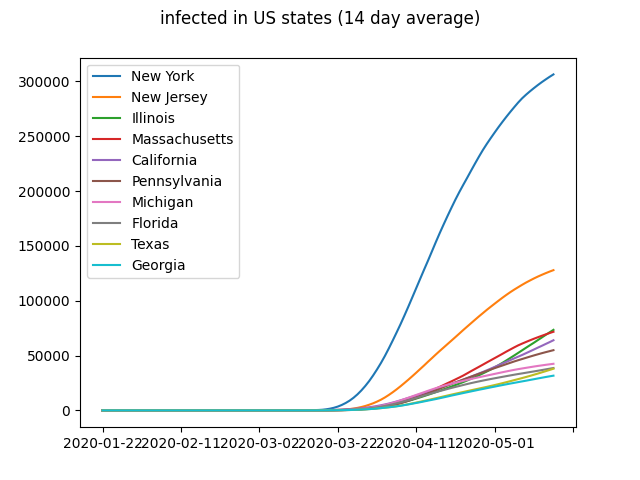 infected in US states (14 day average)
300000
250000
200000
150000
100000
50000
0
New York
New Jersey
Illinois
Massachusetts
California
Pennsylvania
Michigan
Florida
Texas
Georgia
2020-01-22 2020-02-11 2020-03-02 2020-03-22 2020-04-11 2020-05-01